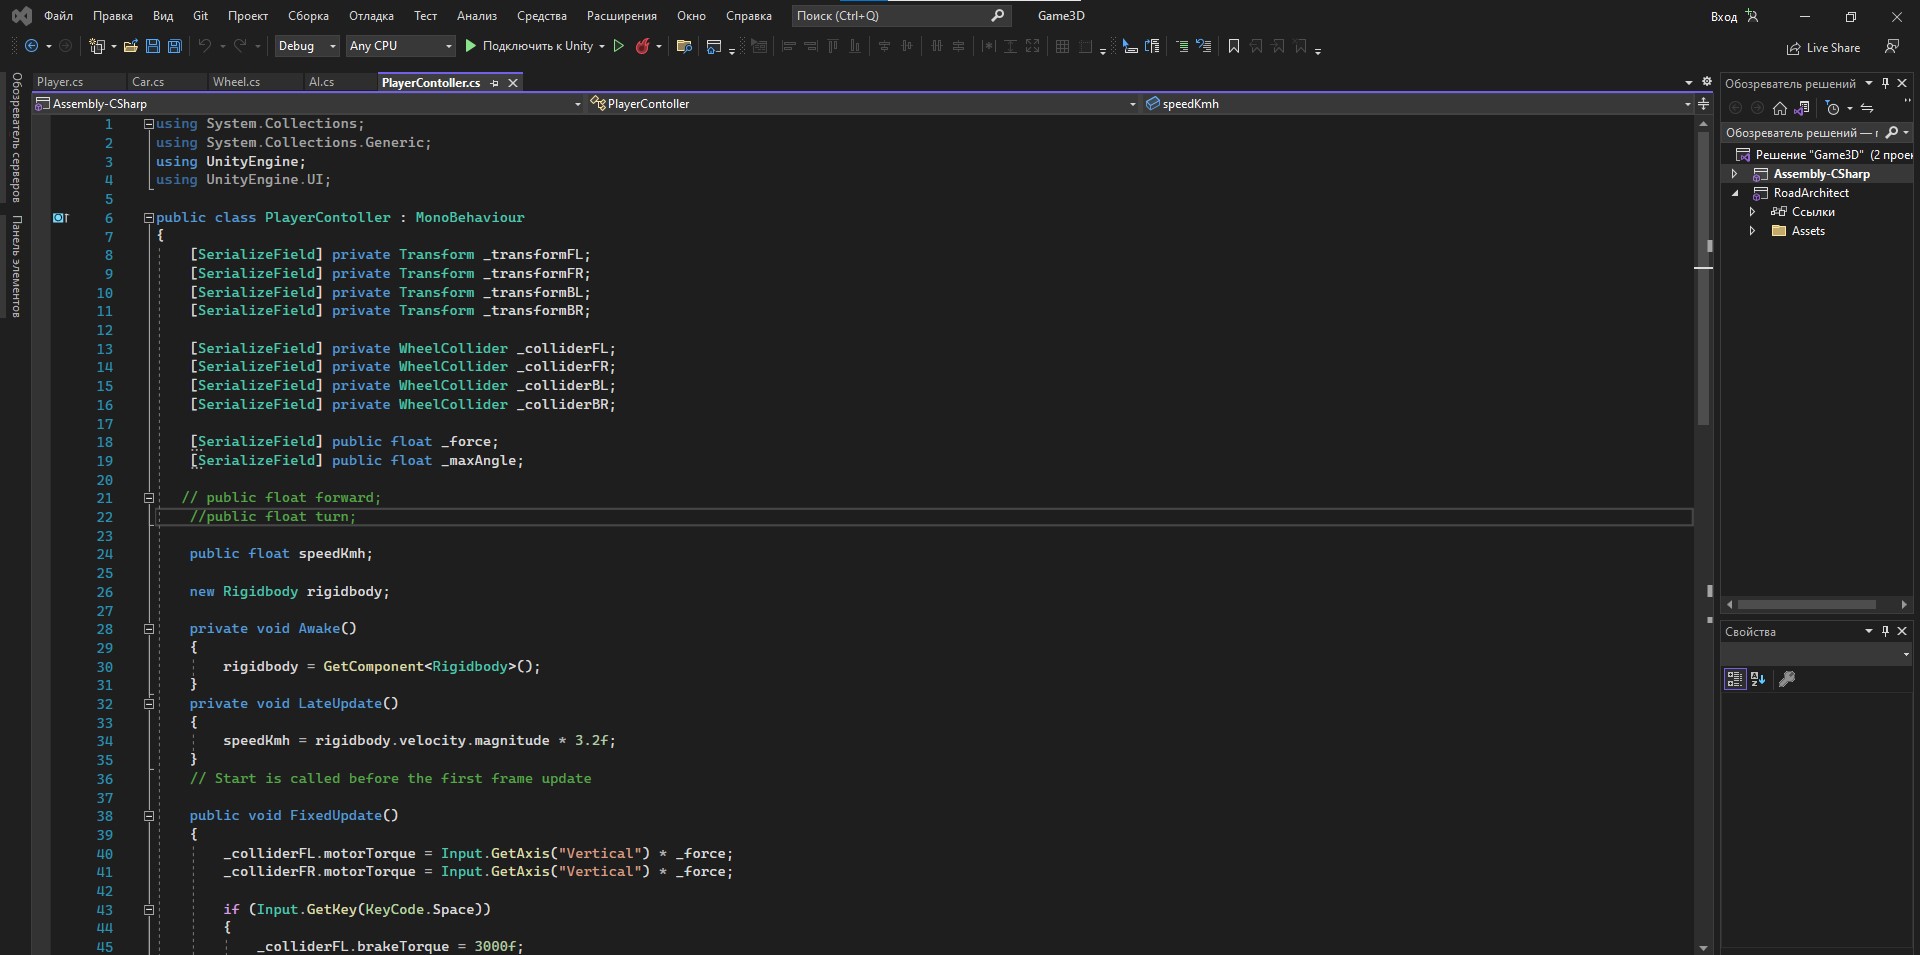 Файл Правка Вид Git Проект Сборка Отладка Тест Анализ Средства Расширения Окно Справка Поиск (Ctrl+Q) Game3D Вход
Debug Any CPU Подключить к Unity Live Share
Обозреватель серверов
Панель элементов
Player.cs Car.cs Wheel.cs AI.cs PlayerContoller.cs
Assembly-CSharp PlayerContoller speedKmh
1 using System.Collections;
2 using System.Collections.Generic;
3 using UnityEngine;
4 using UnityEngine.UI;
5
6 public class PlayerContoller : MonoBehaviour
7 {
8 [SerializeField] private Transform _transformFL;
9 [SerializeField] private Transform _transformFR;
10 [SerializeField] private Transform _transformBL;
11 [SerializeField] private Transform _transformBR;
12
13 [SerializeField] private WheelCollider _colliderFL;
14 [SerializeField] private WheelCollider _colliderFR;
15 [SerializeField] private WheelCollider _colliderBL;
16 [SerializeField] private WheelCollider _colliderBR;
17
18 [SerializeField] public float _force;
19 [SerializeField] public float _maxAngle;
20
21 // public float forward;
22 //public float turn;
23
24 public float speedKmh;
25
26 new Rigidbody rigidbody;
27
28 private void Awake()
29 {
30 rigidbody = GetComponent<Rigidbody>();
31 }
32 private void LateUpdate()
33 {
34 speedKmh = rigidbody.velocity.magnitude * 3.2f;
35 }
36 // Start is called before the first frame update
37
38 public void FixedUpdate()
39 {
40 _colliderFL.motorTorque = Input.GetAxis("Vertical") * _force;
41 _colliderFR.motorTorque = Input.GetAxis("Vertical") * _force;
42
43 if (Input.GetKey(KeyCode.Space))
44 {
45 _colliderFL.brakeTorque = 3000f;
Обозреватель решений
Обозреватель решений — г
Решение "Game3D" (2 проек
Assembly-CSharp
RoadArchitect
Ссылки
Assets
Свойства